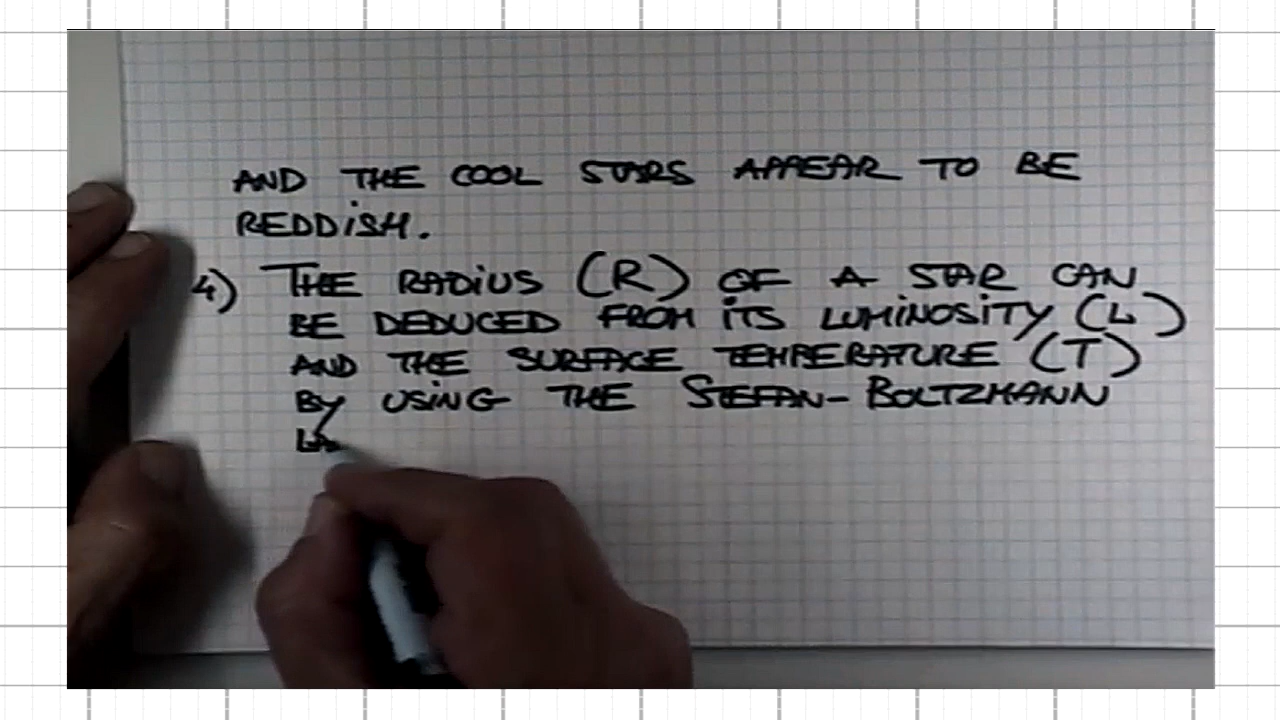 AND THE COOL STARS APPEAR TO BE
REDDiSH.
4) THE RADiUS (R) OF A STAR CAN
BE DEDUCED FROM iTS LUMiNOSiTY (L)
AND THE SURFACE TEMPERATURE (T)
BY USiNG THE STEFAN-BOLTZMANN